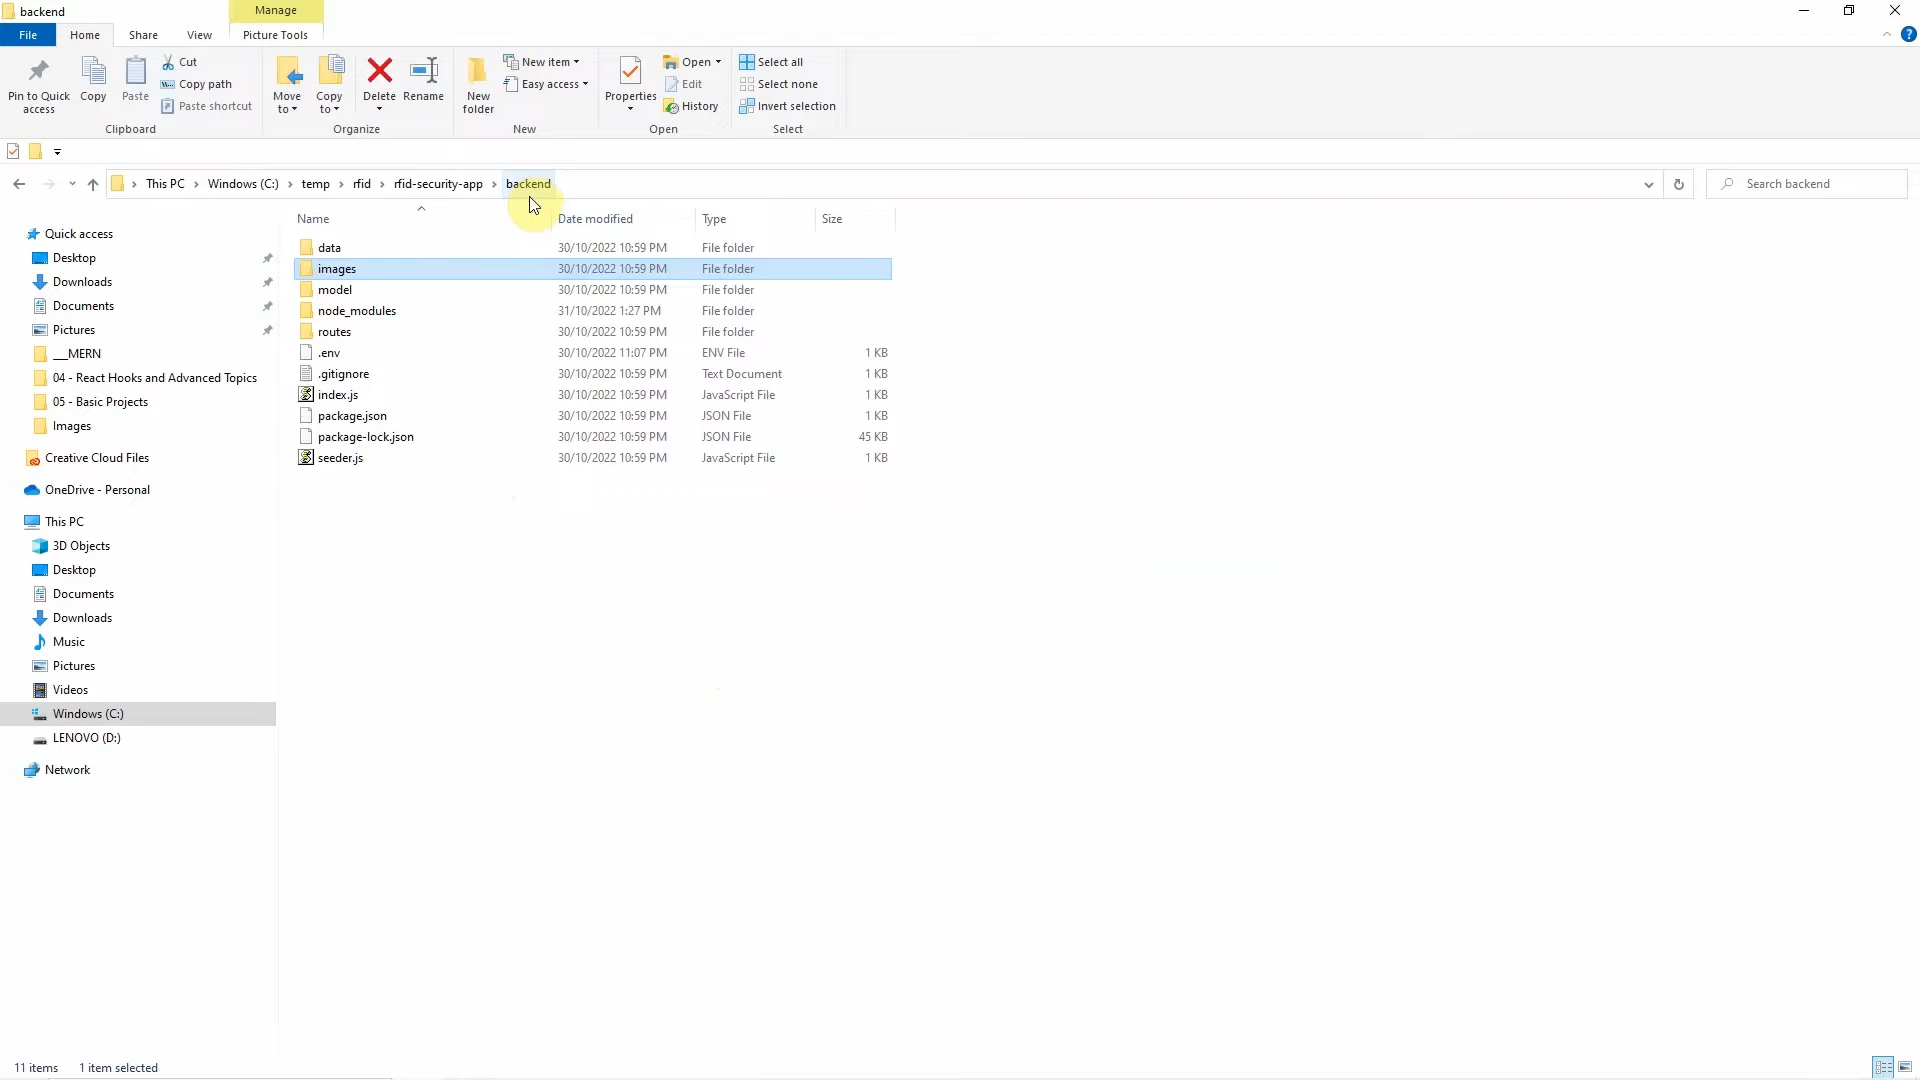 backend
Manage
File
Home
Share
View
Picture Tools
Pin to Quick access
Copy
Paste
Cut
Copy path
Paste shortcut
Clipboard
Move to
Copy to
Delete
Rename
Organize
New folder
New item
Easy access
New
Properties
Open
Edit
History
Open
Select all
Select none
Invert selection
Select
This PC
Windows (C:)
temp
rfid
rfid-security-app
backend
Search backend
Name Date modified Type Size
data 30/10/2022 10:59 PM File folder
images 30/10/2022 10:59 PM File folder
model 30/10/2022 10:59 PM File folder
node_modules 31/10/2022 1:27 PM File folder
routes 30/10/2022 10:59 PM File folder
.env 30/10/2022 11:07 PM ENV File 1 KB
.gitignore 30/10/2022 10:59 PM Text Document 1 KB
index.js 30/10/2022 10:59 PM JavaScript File 1 KB
package.json 30/10/2022 10:59 PM JSON File 1 KB
package-lock.json 30/10/2022 10:59 PM JSON File 45 KB
seeder.js 30/10/2022 10:59 PM JavaScript File 1 KB
Quick access
Desktop
Downloads
Documents
Pictures
___MERN
04 - React Hooks and Advanced Topics
05 - Basic Projects
Images
Creative Cloud Files
OneDrive - Personal
This PC
3D Objects
Desktop
Documents
Downloads
Music
Pictures
Videos
Windows (C:)
LENOVO (D:)
Network
11 items 1 item selected